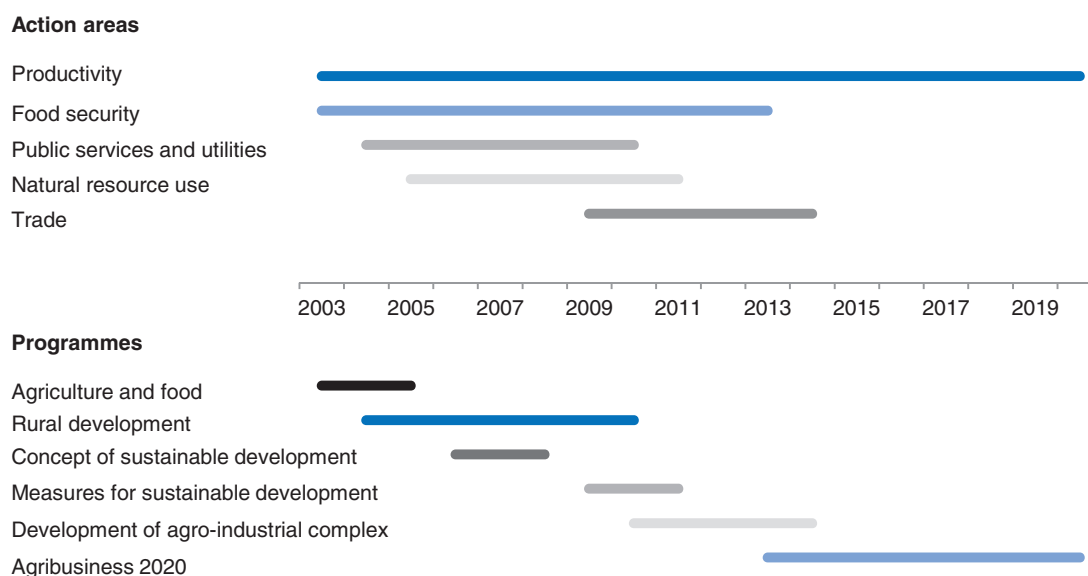 Action areas
Productivity
Food security
Public services and utilities
Natural resource use
Trade
2003 2005 2007 2009 2011 2013 2015 2017 2019
Programmes
Agriculture and food
Rural development
Concept of sustainable development
Measures for sustainable development
Development of agro-industrial complex
Agribusiness 2020